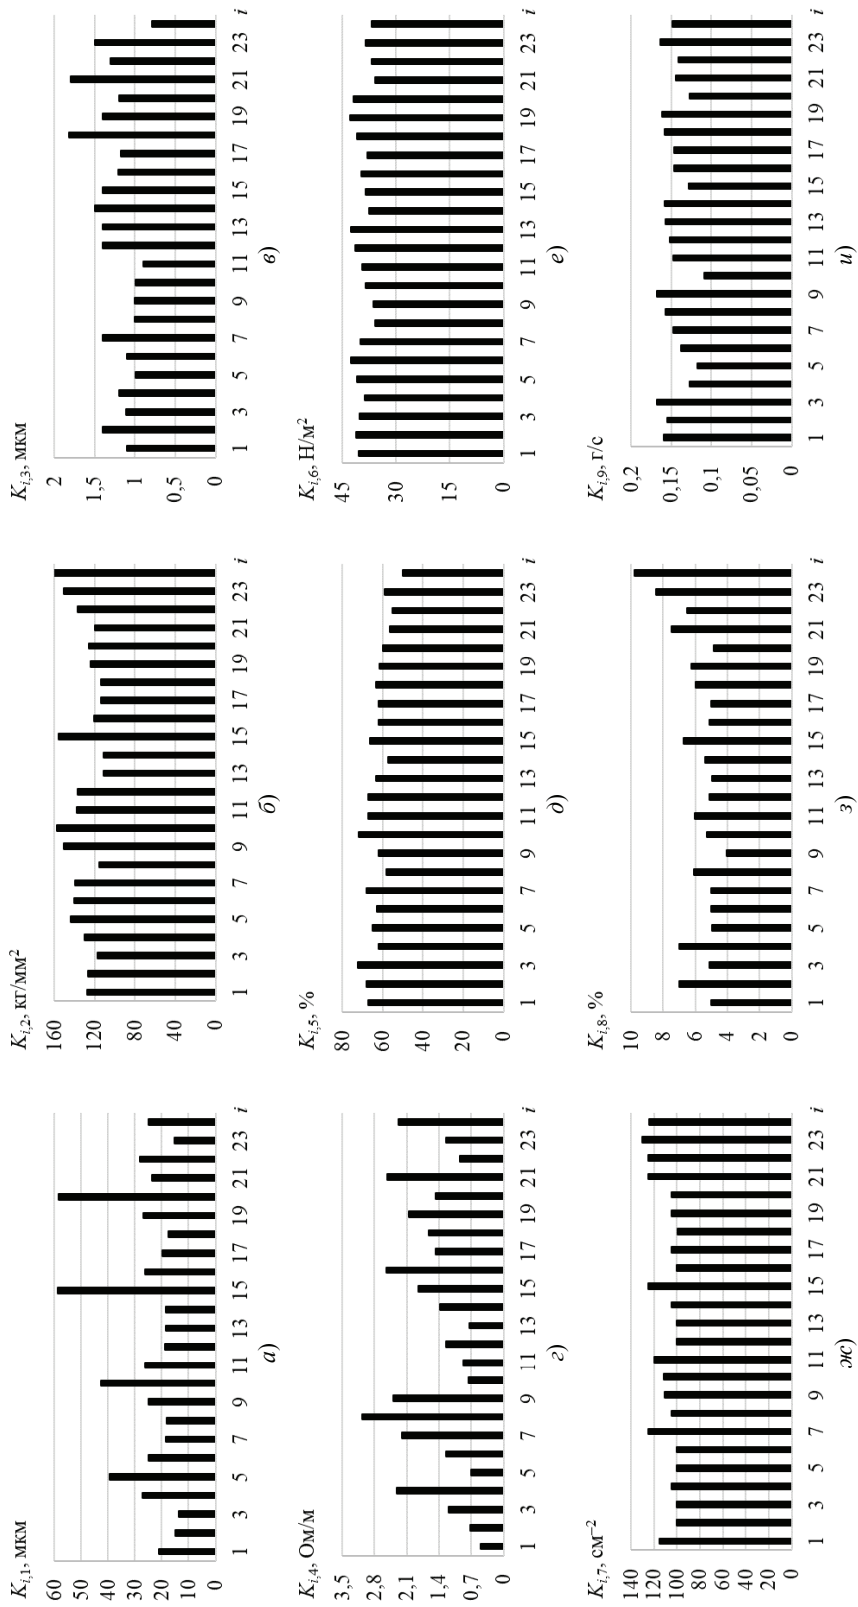 K_{i,1}, мкм
60
50
40
30
20
10
0
1 3 5 7 9 11 13 15 17 19 21 23 i
а)
K_{i,2}, кг/мм²
160
120
80
40
0
1 3 5 7 9 11 13 15 17 19 21 23 i
б)
K_{i,3}, мкм
2
1,5
1
0,5
0
1 3 5 7 9 11 13 15 17 19 21 23 i
в)
K_{i,4}, Ом/м
3,5
2,8
2,1
1,4
0,7
0
1 3 5 7 9 11 13 15 17 19 21 23 i
г)
K_{i,5}, %
80
60
40
20
0
1 3 5 7 9 11 13 15 17 19 21 23 i
д)
K_{i,6}, Н/м²
45
30
15
0
1 3 5 7 9 11 13 15 17 19 21 23 i
е)
K_{i,7}, см⁻²
140
120
100
80
60
40
20
0
1 3 5 7 9 11 13 15 17 19 21 23 i
ж)
K_{i,8}, %
10
8
6
4
2
0
1 3 5 7 9 11 13 15 17 19 21 23 i
з)
K_{i,9}, г/с
0,2
0,15
0,1
0,05
0
1 3 5 7 9 11 13 15 17 19 21 23 i
и)